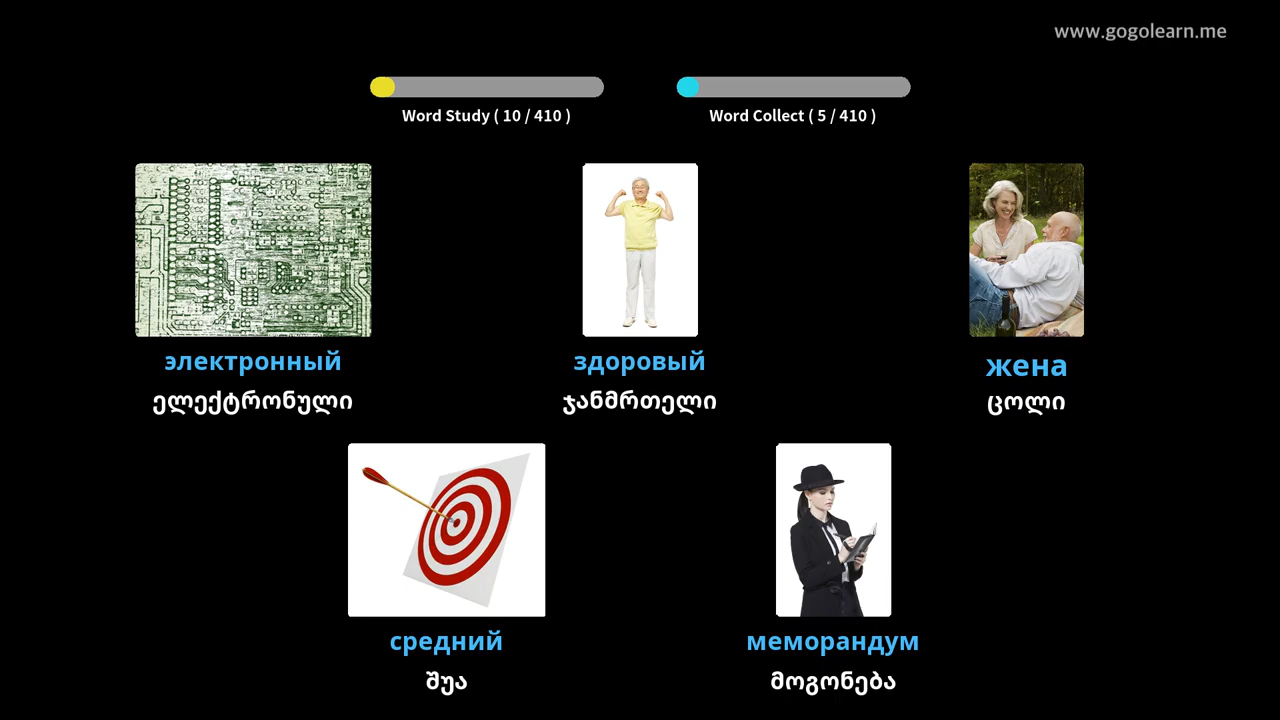 www.gogolearn.me
Word Study ( 10 / 410 )
Word Collect ( 5 / 410 )
электронный
ელექტრონული
здоровый
ჯანმრთელი
жена
ცოლი
средний
შუა
меморандум
მოგონება